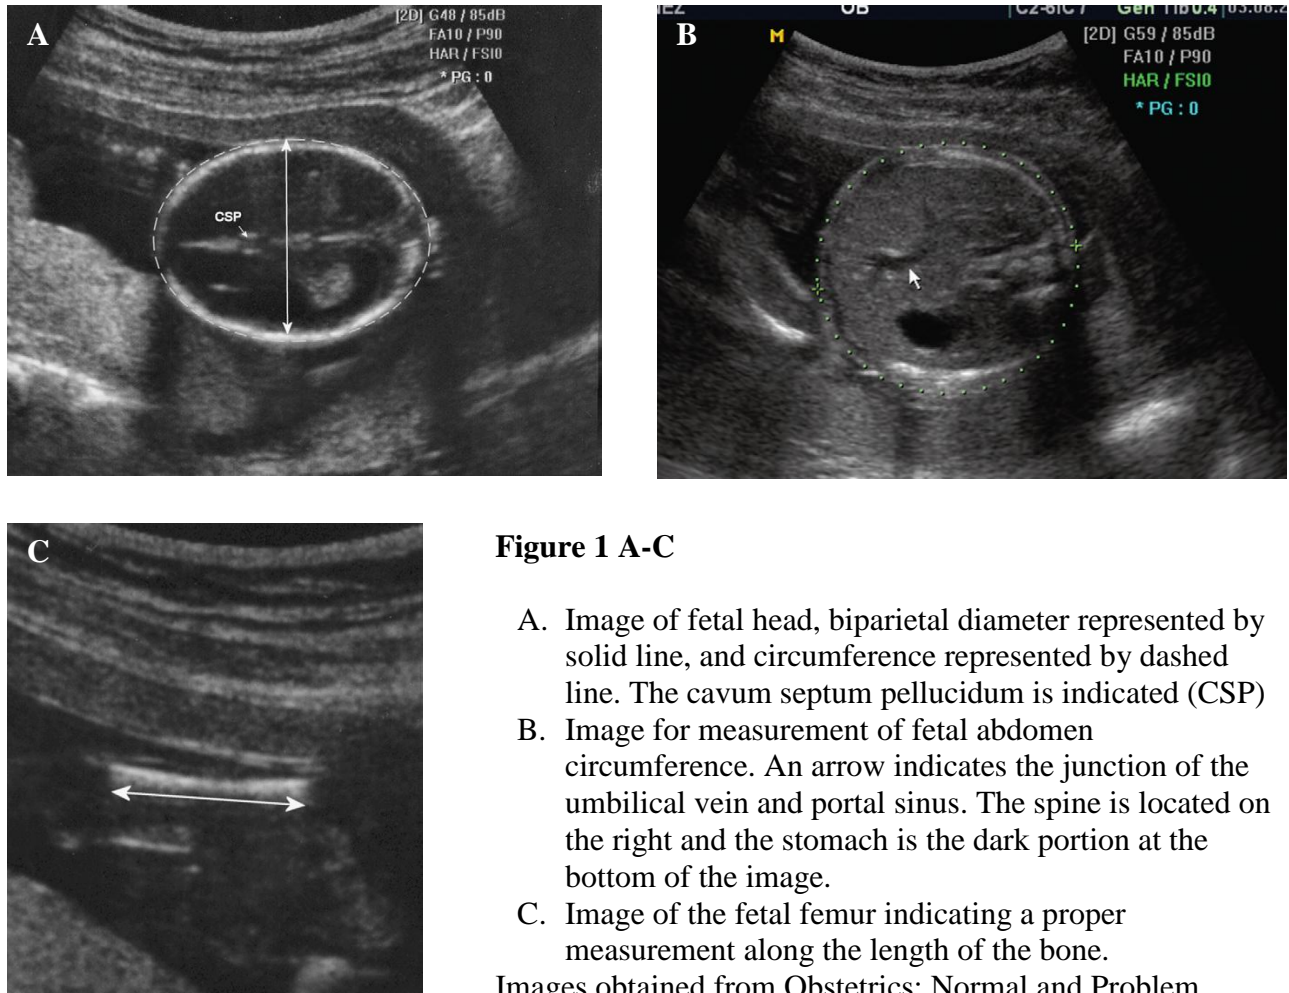 A
[2D] G48 / 85dB
FA10 / P90
HAR / FSI0
* PG : 0
CSP
B
M
OB
C2-6IC /
Gen
[2D] G59 / 85dB
FA10 / P90
HAR / FSI0
* PG : 0
C
Figure 1 A-C
A. Image of fetal head, biparietal diameter represented by
solid line, and circumference represented by dashed
line. The cavum septum pellucidum is indicated (CSP)
B. Image for measurement of fetal abdomen
circumference. An arrow indicates the junction of the
umbilical vein and portal sinus. The spine is located on
the right and the stomach is the dark portion at the
bottom of the image.
C. Image of the fetal femur indicating a proper
measurement along the length of the bone.
Images obtained from Obstetrics: Normal and Problem